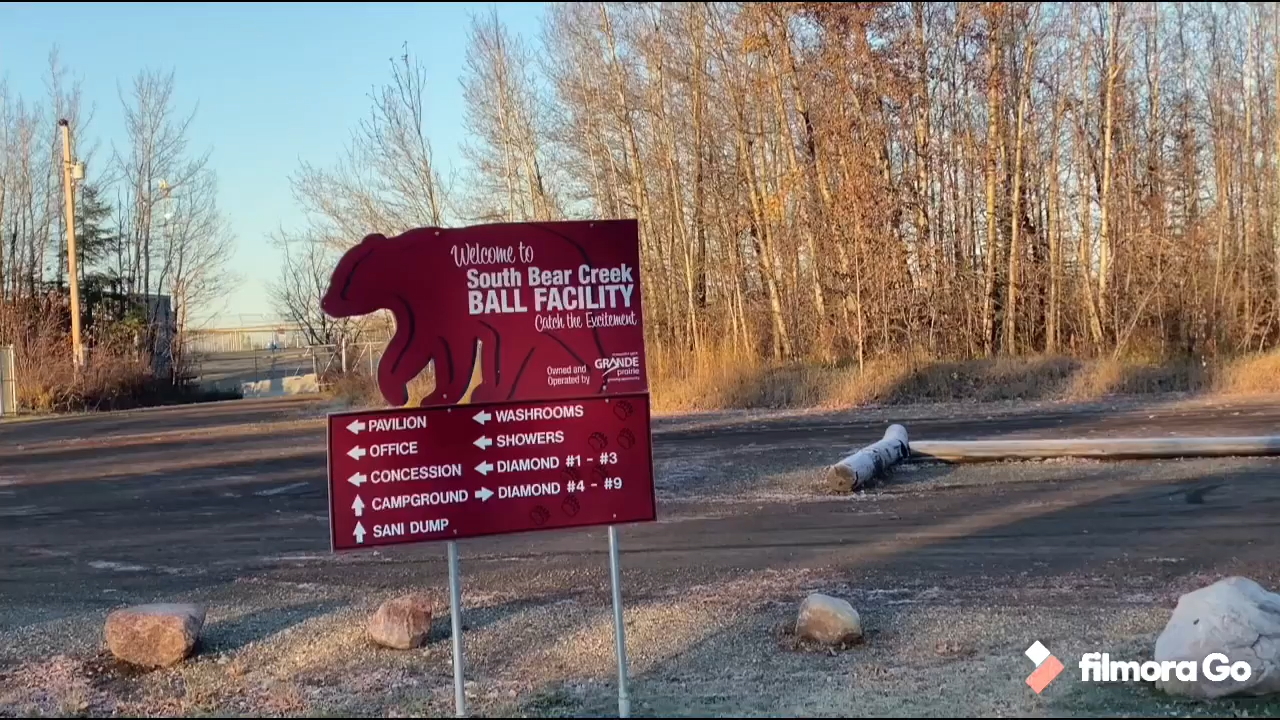 Welcome to
South Bear Creek
BALL FACILITY
Catch the Excitement
Owned and
Operated by
GRANDE
prairie
← PAVILION
← OFFICE
← CONCESSION
↑ CAMPGROUND
↑ SANI DUMP
← WASHROOMS
← SHOWERS
← DIAMOND #1 - #3
→ DIAMOND #4 - #9
filmora Go